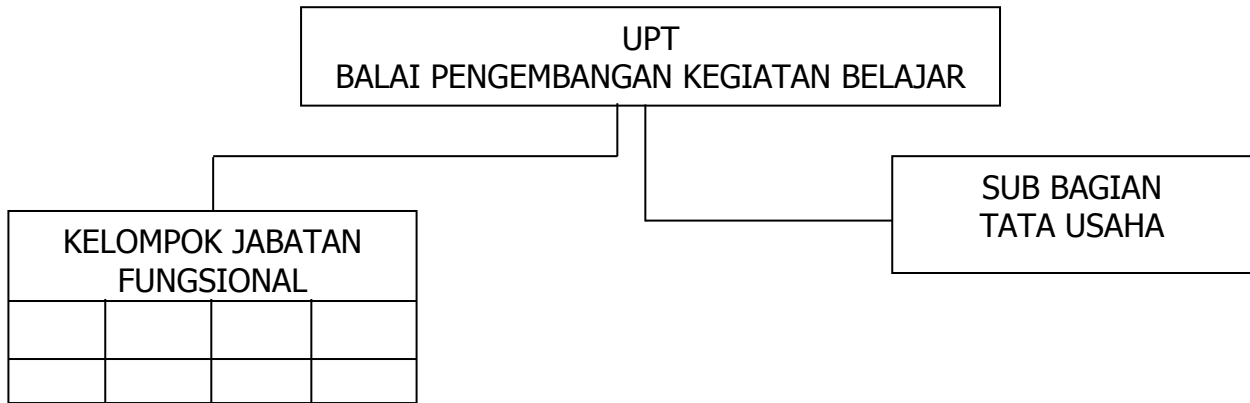 UPT
BALAI PENGEMBANGAN KEGIATAN BELAJAR
SUB BAGIAN
TATA USAHA
KELOMPOK JABATAN
FUNGSIONAL